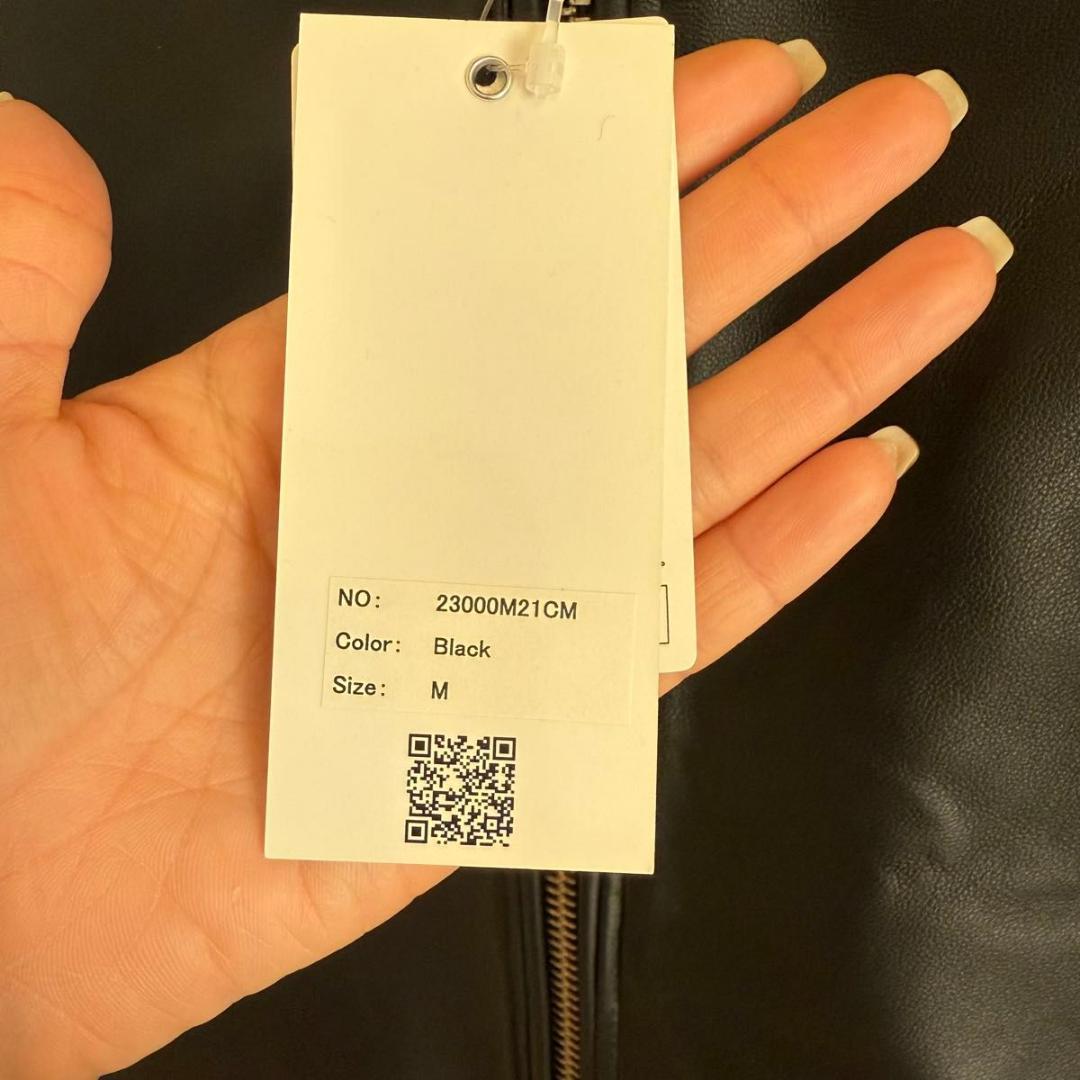 NO: 23000M21CM
Color: Black
Size: M